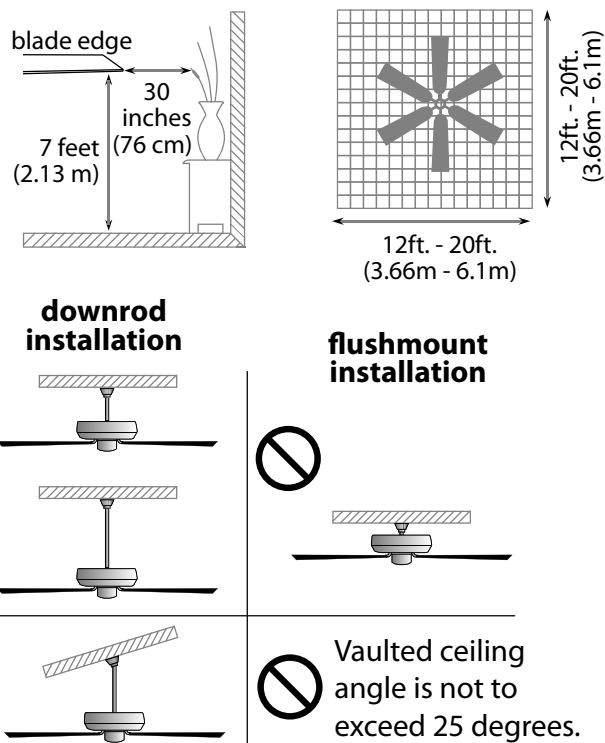 blade edge
30
inches
(76 cm)
7 feet
(2.13 m)
12ft. - 20ft.
(3.66m - 6.1m)
12ft. - 20ft.
(3.66m - 6.1m)
downrod
installation
flushmount
installation
Vaulted ceiling
angle is not to
exceed 25 degrees.